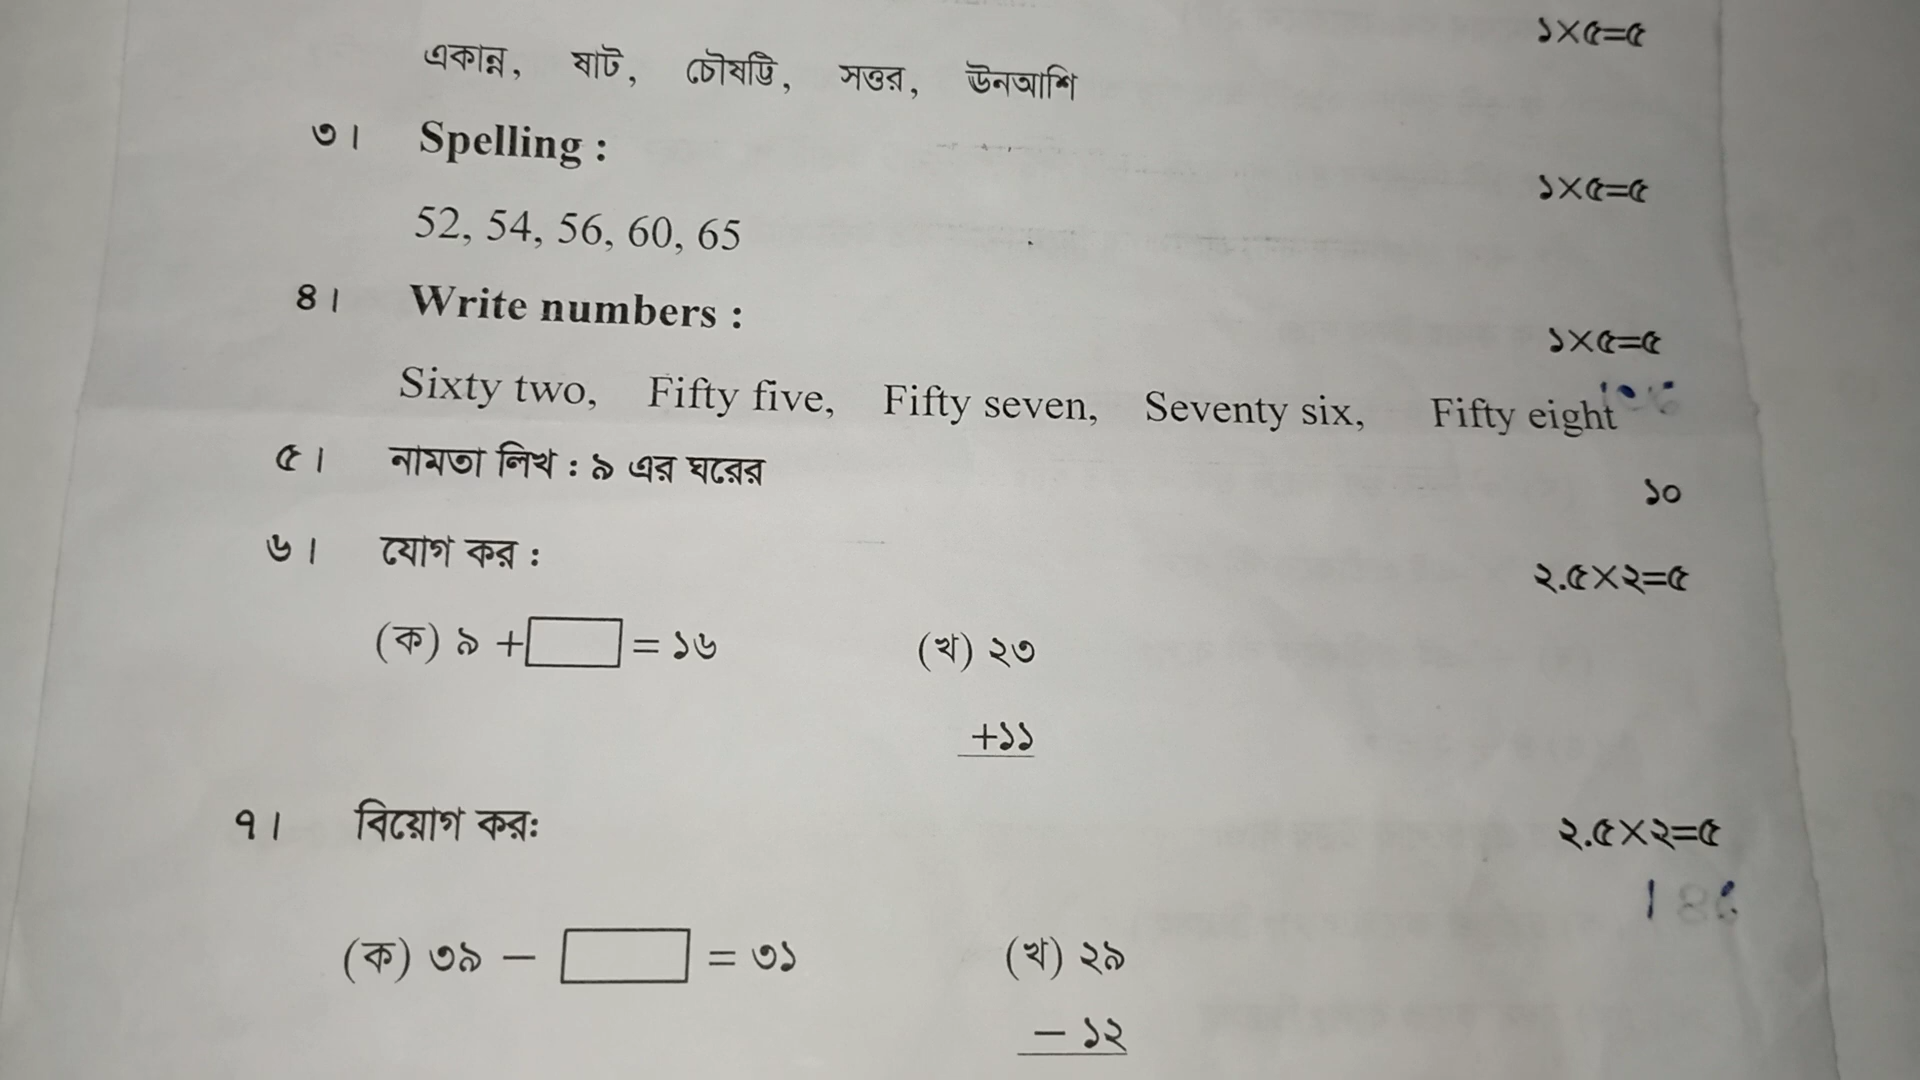 ১×৫=৫
একান্ন, ষাট, চৌষট্টি, সত্তর, ঊনআশি
৩। Spelling :
১×৫=৫
52, 54, 56, 60, 65
৪। Write numbers :
১×৫=৫
Sixty two, Fifty five, Fifty seven, Seventy six, Fifty eight
৫। নামতা লিখ : ৯ এর ঘরের
১০
৬। যোগ কর :
২.৫×২=৫
(ক) ৯ + = ১৬ (খ) ২৩
+১১
৭। বিয়োগ কর:
২.৫×২=৫
(ক) ৩৯ − = ৩১ (খ) ২৯
− ১২